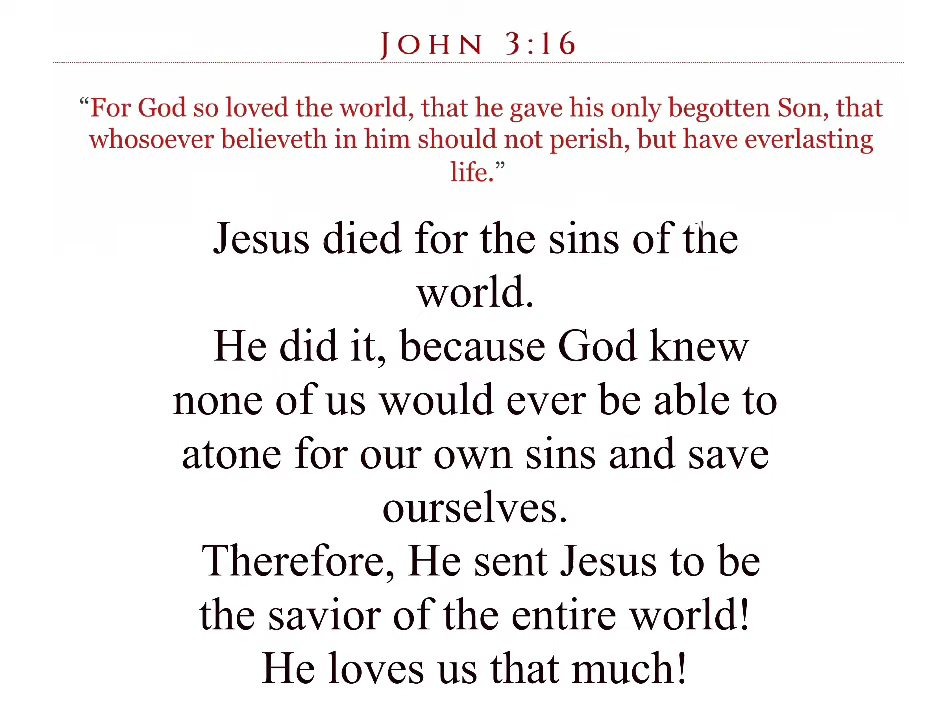 JOHN 3:16
“For God so loved the world, that he gave his only begotten Son, that
whosoever believeth in him should not perish, but have everlasting
life.”
Jesus died for the sins of the
world.
He did it, because God knew
none of us would ever be able to
atone for our own sins and save
ourselves.
Therefore, He sent Jesus to be
the savior of the entire world!
He loves us that much!